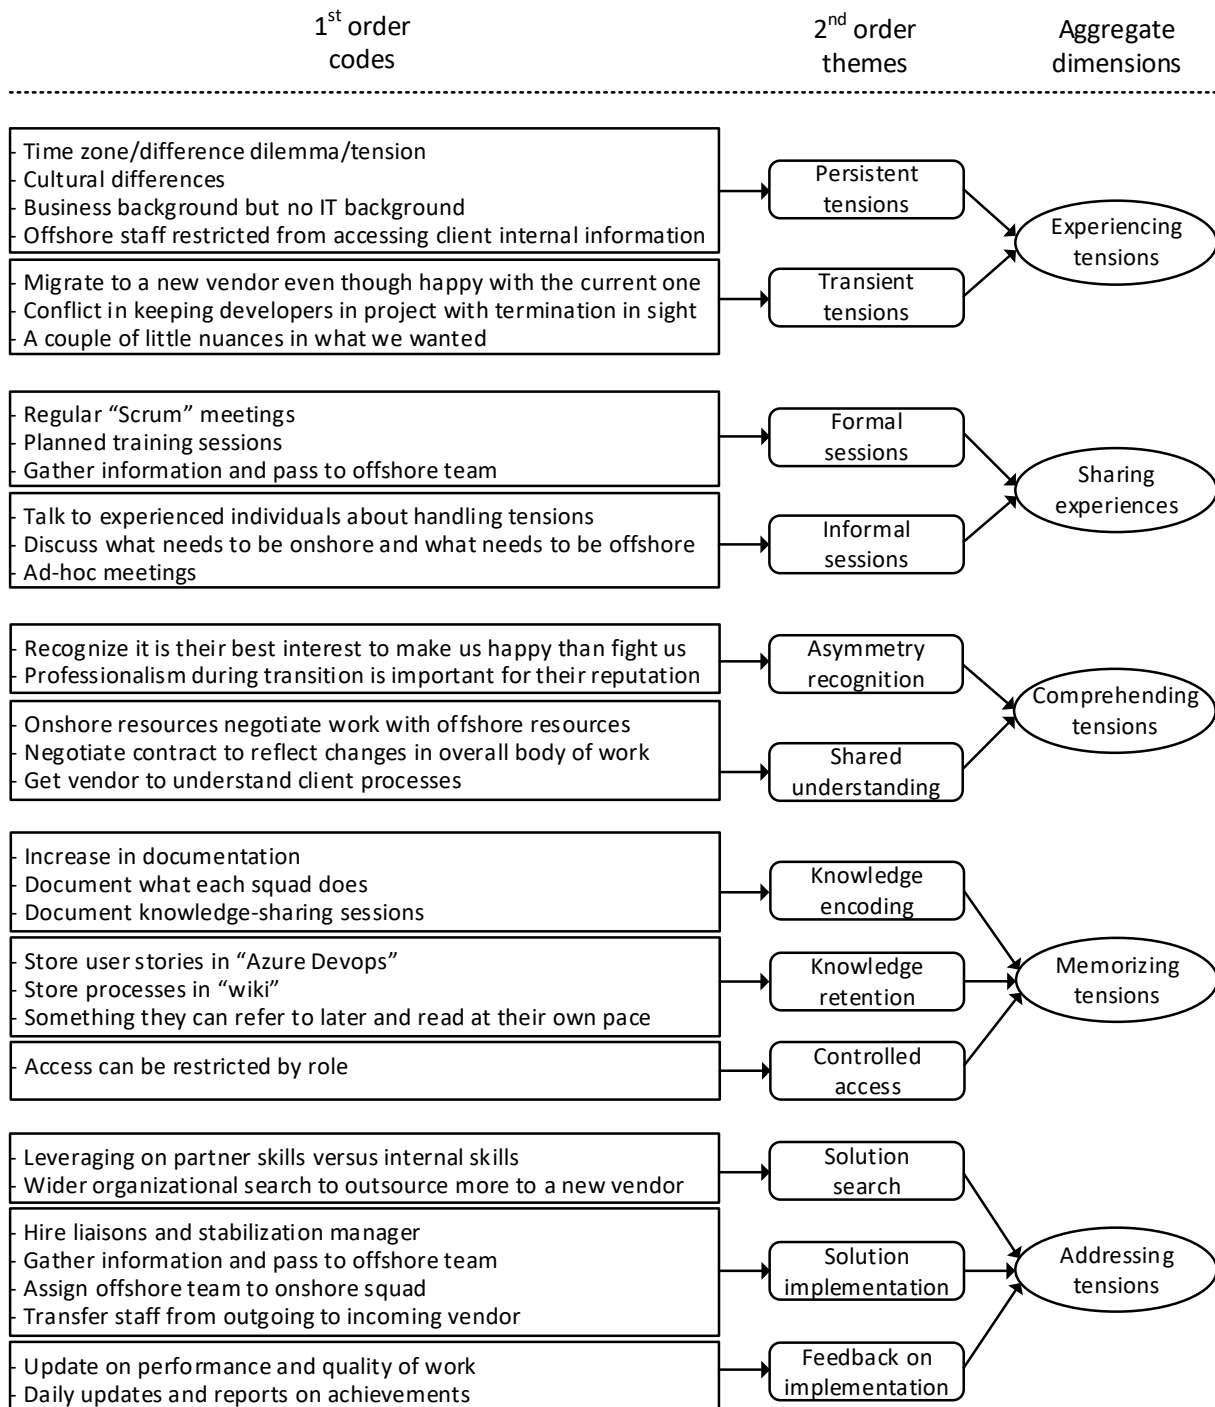 1st order
codes
2nd order
themes
Aggregate
dimensions
- Time zone/difference dilemma/tension
- Cultural differences
- Business background but no IT background
- Offshore staff restricted from accessing client internal information
Persistent
tensions
- Migrate to a new vendor even though happy with the current one
- Conflict in keeping developers in project with termination in sight
- A couple of little nuances in what we wanted
Transient
tensions
Experiencing
tensions
- Regular “Scrum” meetings
- Planned training sessions
- Gather information and pass to offshore team
Formal
sessions
- Talk to experienced individuals about handling tensions
- Discuss what needs to be onshore and what needs to be offshore
- Ad-hoc meetings
Informal
sessions
Sharing
experiences
- Recognize it is their best interest to make us happy than fight us
- Professionalism during transition is important for their reputation
Asymmetry
recognition
- Onshore resources negotiate work with offshore resources
- Negotiate contract to reflect changes in overall body of work
- Get vendor to understand client processes
Shared
understanding
Comprehending
tensions
- Increase in documentation
- Document what each squad does
- Document knowledge-sharing sessions
Knowledge
encoding
- Store user stories in “Azure Devops”
- Store processes in “wiki”
- Something they can refer to later and read at their own pace
Knowledge
retention
- Access can be restricted by role
Controlled
access
Memorizing
tensions
- Leveraging on partner skills versus internal skills
- Wider organizational search to outsource more to a new vendor
Solution
search
- Hire liaisons and stabilization manager
- Gather information and pass to offshore team
- Assign offshore team to onshore squad
- Transfer staff from outgoing to incoming vendor
Solution
implementation
- Update on performance and quality of work
- Daily updates and reports on achievements
Feedback on
implementation
Addressing
tensions